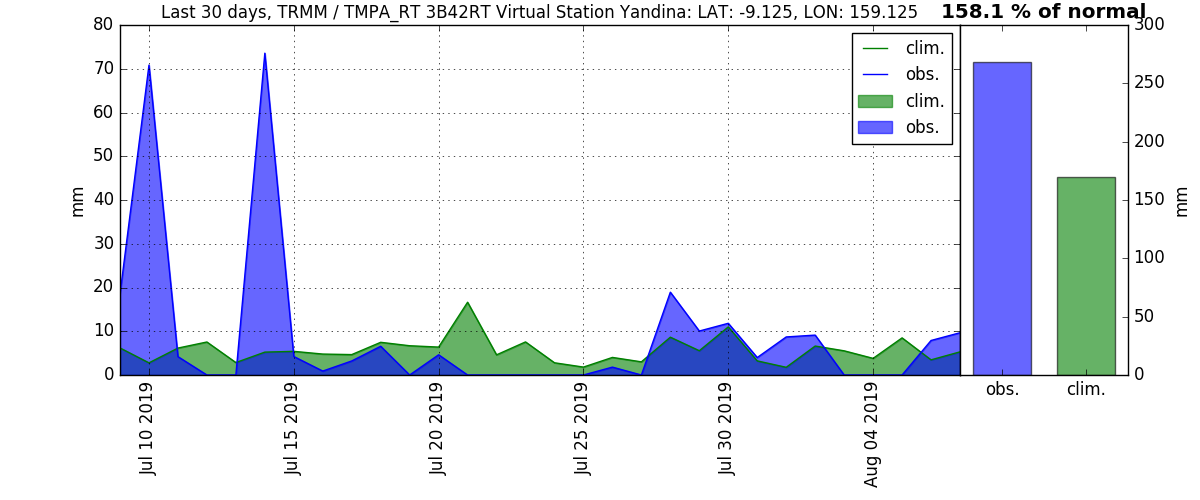 Last 30 days, TRMM / TMPA_RT 3B42RT Virtual Station Yandina: LAT: -9.125, LON: 159.125
158.1 % of normal
80
70
60
50
40
30
20
10
0
mm
clim.
obs.
clim.
obs.
300
250
200
150
100
50
0
mm
Jul 10 2019
Jul 15 2019
Jul 20 2019
Jul 25 2019
Jul 30 2019
Aug 04 2019
obs.
clim.